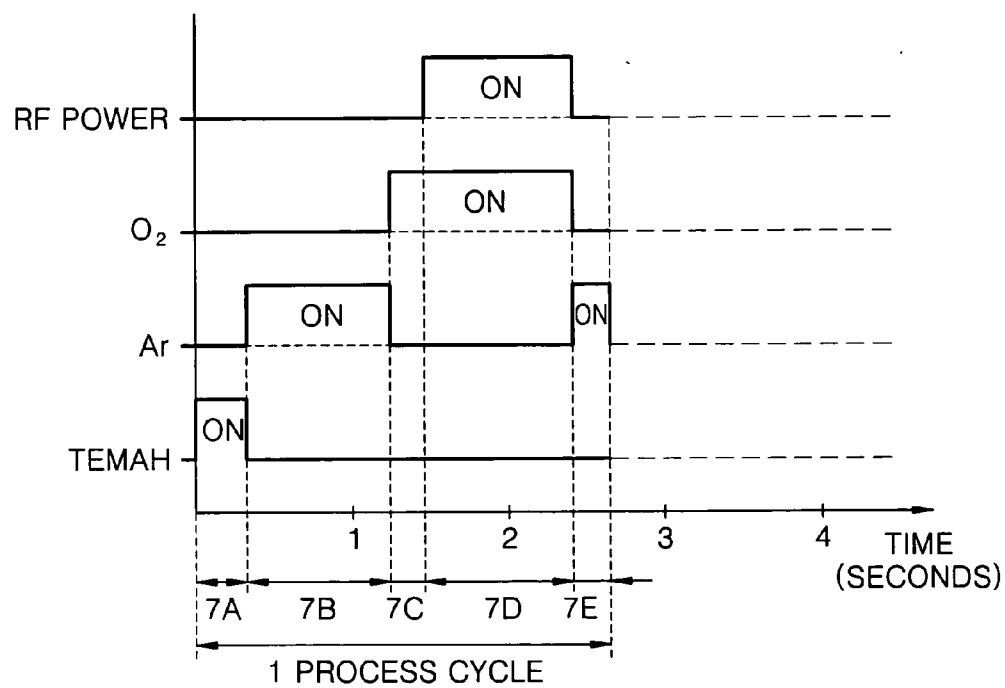 RF POWER
ON
O₂
ON
Ar
ON
ON
TEMAH
ON
1
2
3
4
TIME
(SECONDS)
7A
7B
7C
7D
7E
1 PROCESS CYCLE